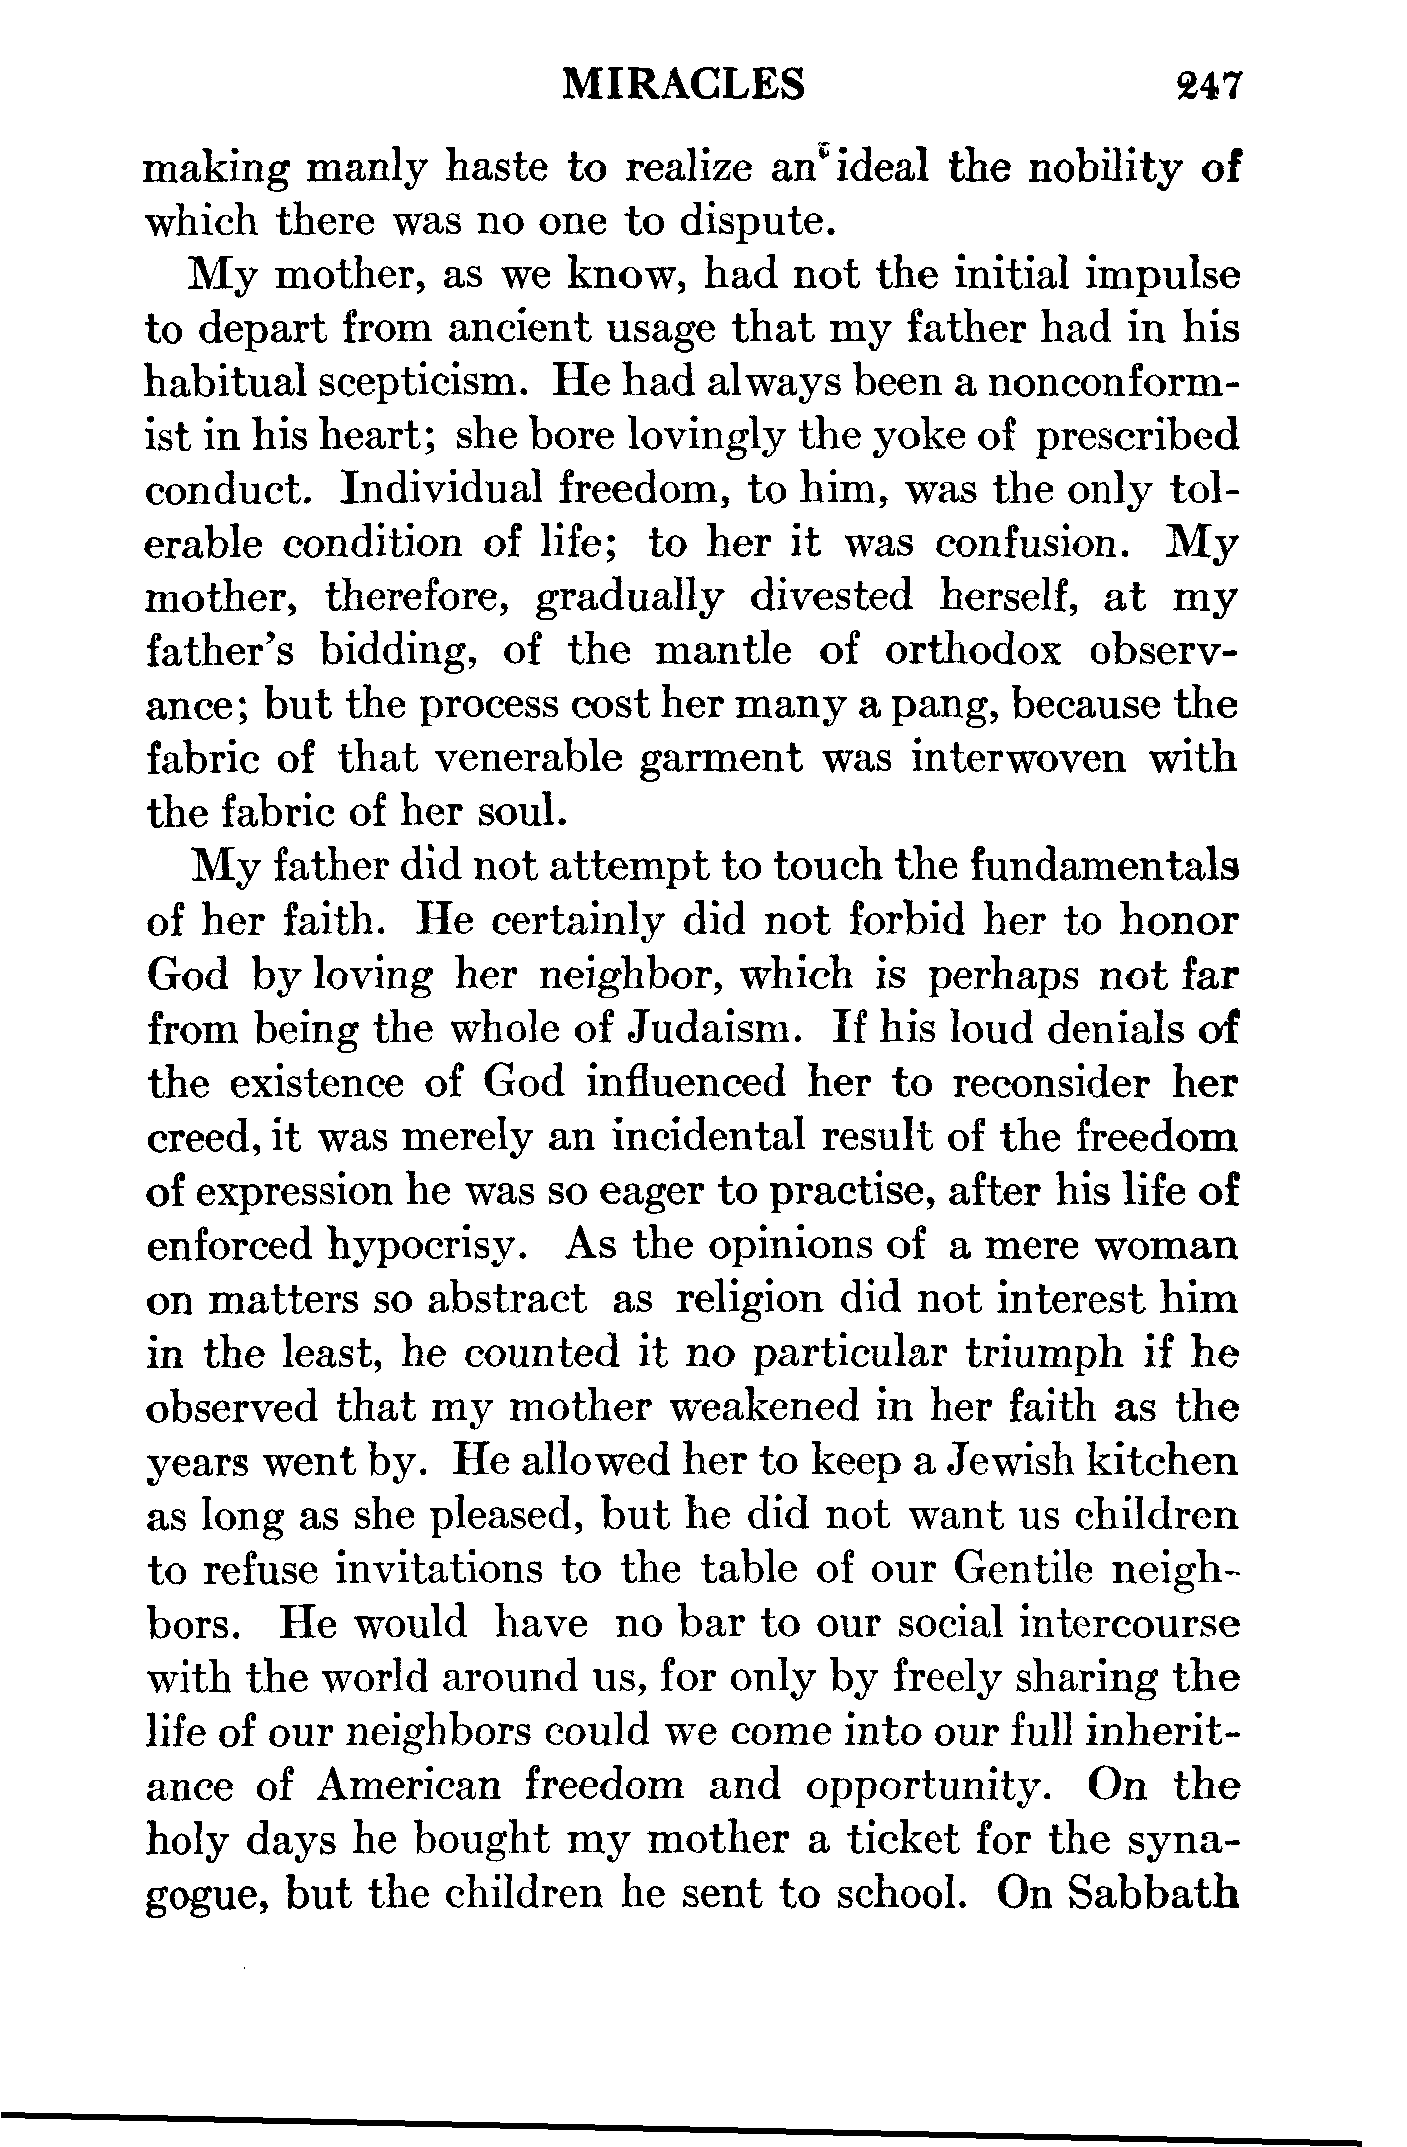 MIRACLES 247
making manly haste to realize an ideal the nobility of
which there was no one to dispute.
My mother, as we know, had not the initial impulse
to depart from ancient usage that my father had in his
habitual scepticism. He had always been a nonconform-
ist in his heart; she bore lovingly the yoke of prescribed
conduct. Individual freedom, to him, was the only tol-
erable condition of life; to her it was confusion. My
mother, therefore, gradually divested herself, at my
father's bidding, of the mantle of orthodox observ-
ance; but the process cost her many a pang, because the
fabric of that venerable garment was interwoven with
the fabric of her soul.
My father did not attempt to touch the fundamentals
of her faith. He certainly did not forbid her to honor
God by loving her neighbor, which is perhaps not far
from being the whole of Judaism. If his loud denials of
the existence of God influenced her to reconsider her
creed, it was merely an incidental result of the freedom
of expression he was so eager to practise, after his life of
enforced hypocrisy. As the opinions of a mere woman
on matters so abstract as religion did not interest him
in the least, he counted it no particular triumph if he
observed that my mother weakened in her faith as the
years went by. He allowed her to keep a Jewish kitchen
as long as she pleased, but he did not want us children
to refuse invitations to the table of our Gentile neigh-
bors. He would have no bar to our social intercourse
with the world around us, for only by freely sharing the
life of our neighbors could we come into our full inherit-
ance of American freedom and opportunity. On the
holy days he bought my mother a ticket for the syna-
gogue, but the children he sent to school. On Sabbath